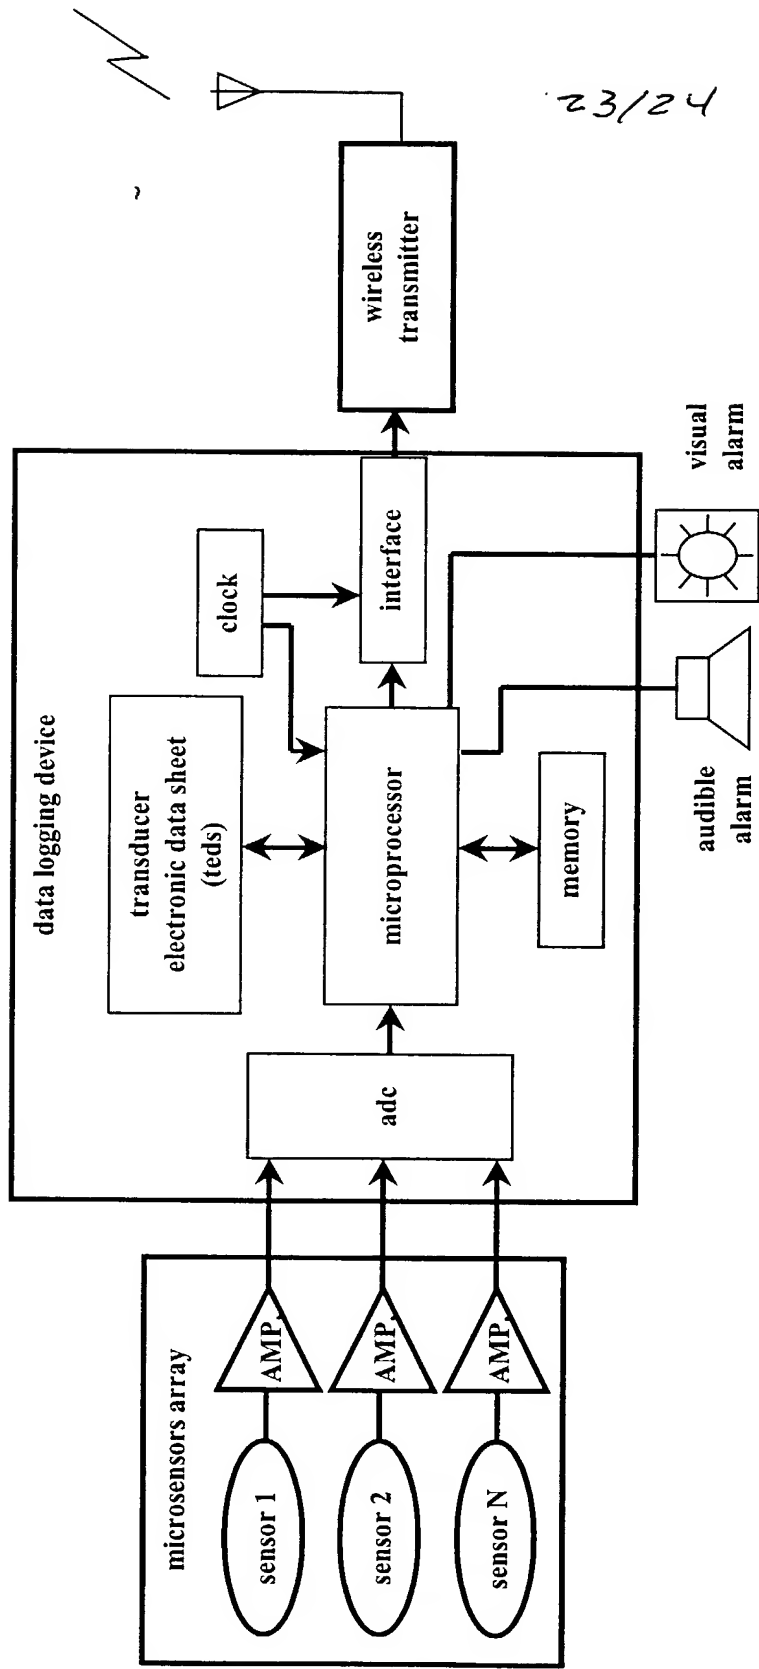 23/24
microsensors array
sensor 1
AMP.
sensor 2
AMP.
sensor N
AMP.
data logging device
adc
transducer
electronic data sheet
(teds)
microprocessor
memory
clock
interface
wireless
transmitter
audible
alarm
visual
alarm